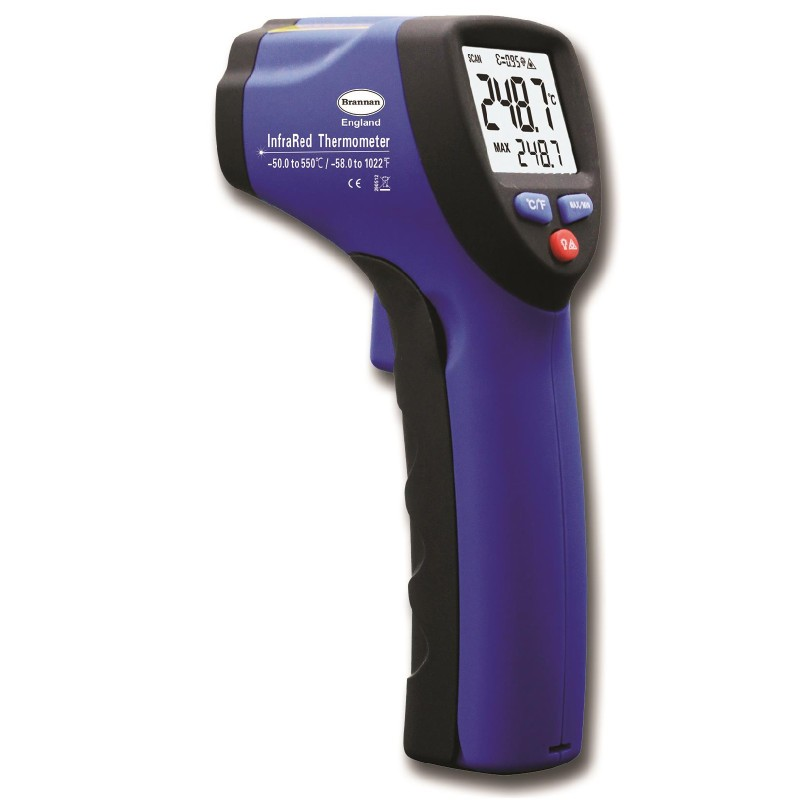 SCAN ε=0.95
248.7 °C
MAX 248.7
°C/°F
MAX/MIN
Brannan
England
InfraRed Thermometer
-50.0 to 550℃ / -58.0 to 1022℉
CE